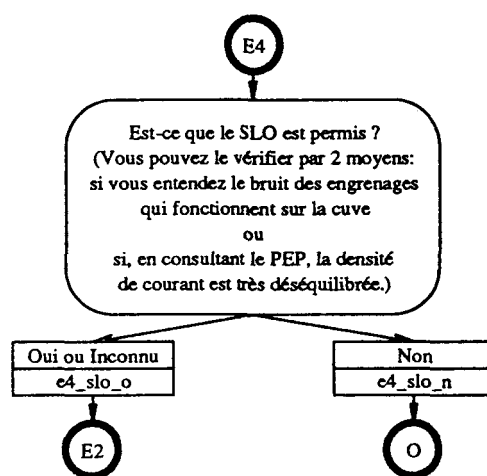 E4
Est-ce que le SLO est permis ?
(Vous pouvez le vérifier par 2 moyens:
si vous entendez le bruit des engrenages
qui fonctionnent sur la cuve
ou
si, en consultant le PEP, la densité
de courant est très déséquilibrée.)
Oui ou Inconnu
e4_slo_o
Non
e4_slo_n
E2
O